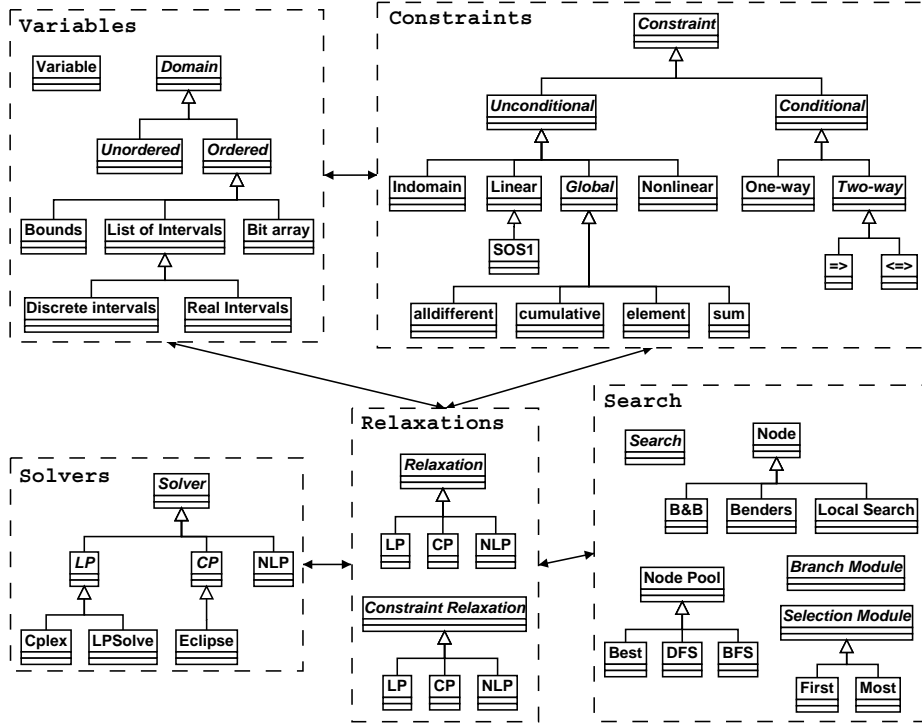 Variables
Variable
Domain
Unordered
Ordered
Bounds
List of Intervals
Bit array
Discrete intervals
Real Intervals
Constraints
Constraint
Unconditional
Conditional
Indomain
Linear
Global
Nonlinear
One-way
Two-way
SOS1
=>
<=>
alldifferent
cumulative
element
sum
Solvers
Solver
LP
CP
NLP
Cplex
LPSolve
Eclipse
Relaxations
Relaxation
LP
CP
NLP
Constraint Relaxation
LP
CP
NLP
Search
Search
Node
B&B
Benders
Local Search
Node Pool
Branch Module
Selection Module
Best
DFS
BFS
First
Most